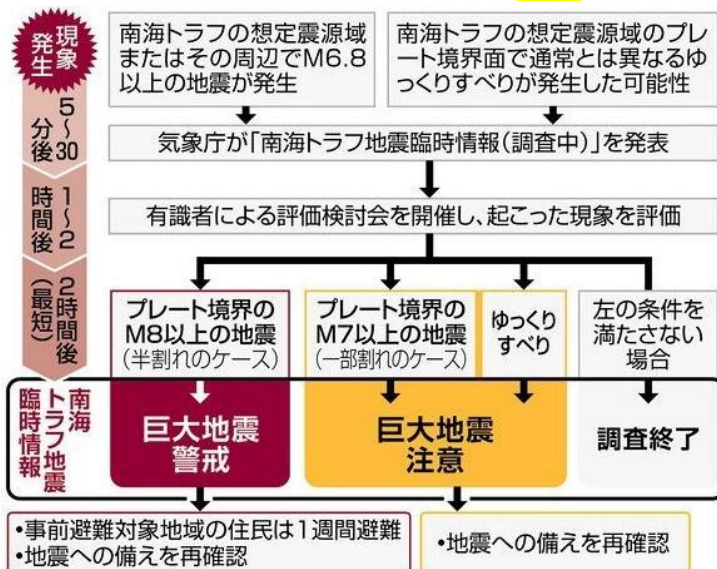 現象
発生
5〜30
分後
1〜2
時間後
2時間後
(最短)
南海トラフの想定震源域
またはその周辺でM6.8
以上の地震が発生
南海トラフの想定震源域のプレ
ート境界面で通常とは異なるゆ
っくりすべりが発生した可能性
気象庁が「南海トラフ地震臨時情報(調査中)」を発表
有識者による評価検討会を開催し、起こった現象を評価
プレート境界の
M8以上の地震
(半割れのケース)
プレート境界の
M7以上の地震
(一部割れのケース)
ゆっくり
すべり
左の条件を
満たさない
場合
南海
トラフ地震
臨時情報
巨大地震
警戒
巨大地震
注意
調査終了
•事前避難対象地域の住民は1週間避難
•地震への備えを再確認
•地震への備えを再確認